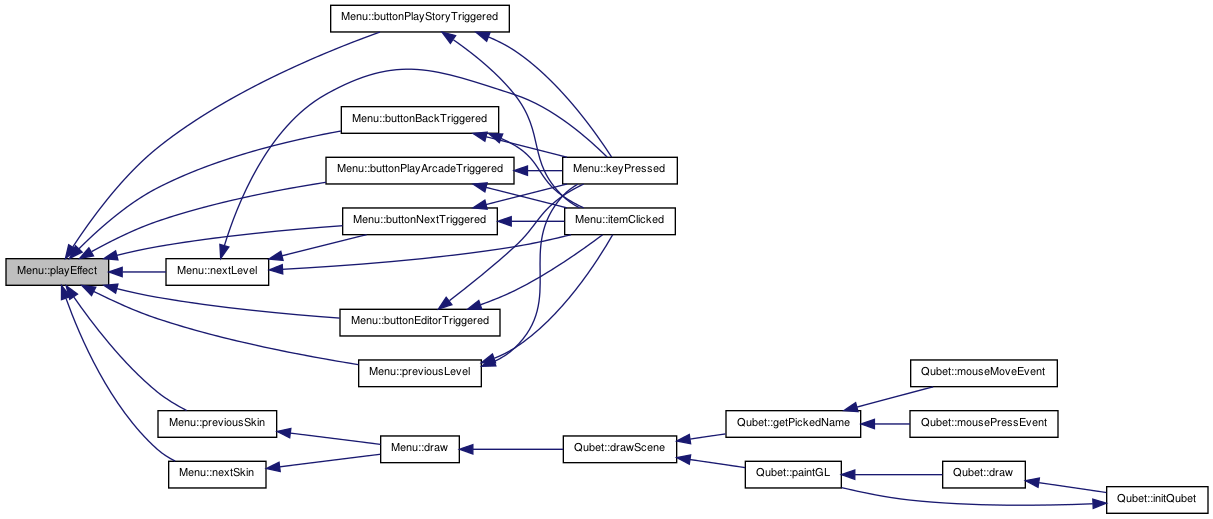 Menu::buttonPlayStoryTriggered
Menu::buttonBackTriggered
Menu::buttonPlayArcadeTriggered
Menu::keyPressed
Menu::buttonNextTriggered
Menu::itemClicked
Menu::playEffect
Menu::nextLevel
Menu::buttonEditorTriggered
Menu::previousLevel
Qubet::mouseMoveEvent
Menu::previousSkin
Qubet::getPickedName
Qubet::mousePressEvent
Menu::draw
Qubet::drawScene
Menu::nextSkin
Qubet::paintGL
Qubet::draw
Qubet::initQubet